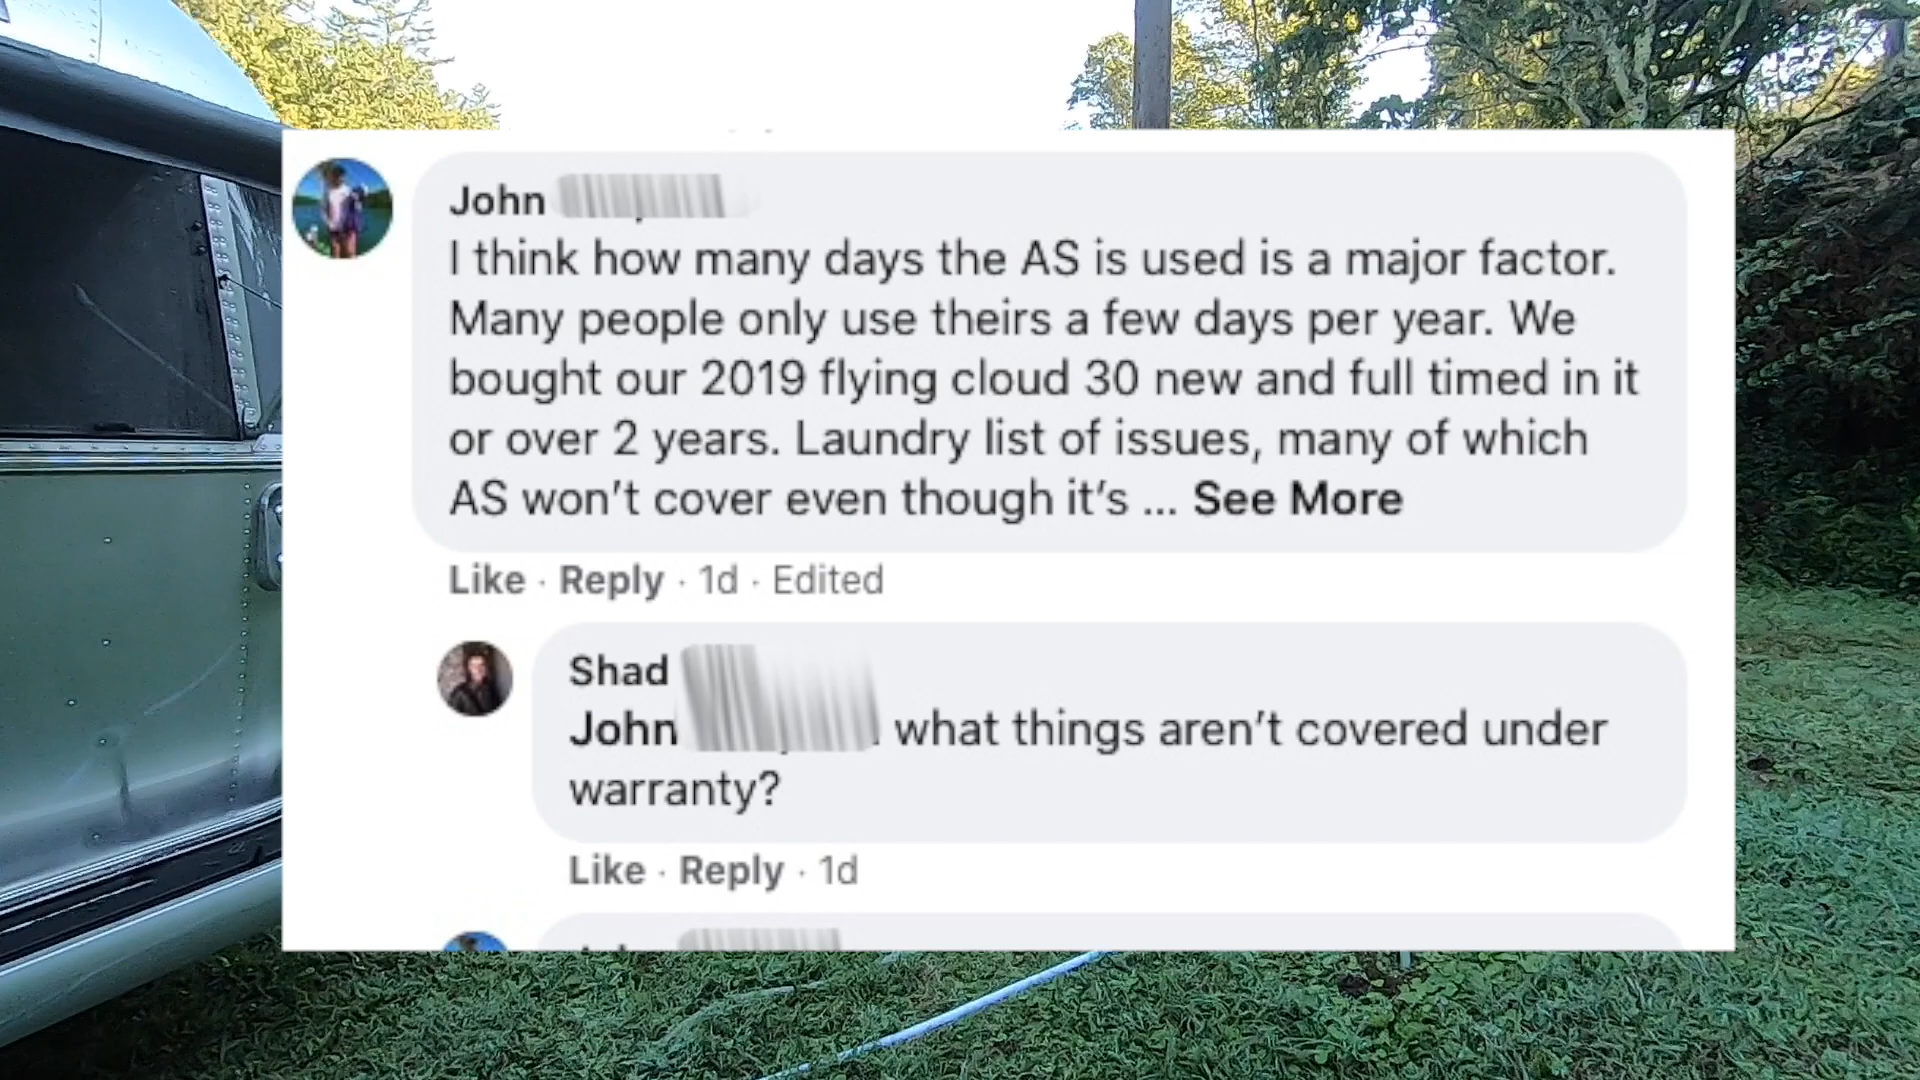 John
I think how many days the AS is used is a major factor.
Many people only use theirs a few days per year. We
bought our 2019 flying cloud 30 new and full timed in it
or over 2 years. Laundry list of issues, many of which
AS won’t cover even though it’s ... See More
Like · Reply · 1d · Edited
Shad
John what things aren’t covered under
warranty?
Like · Reply · 1d